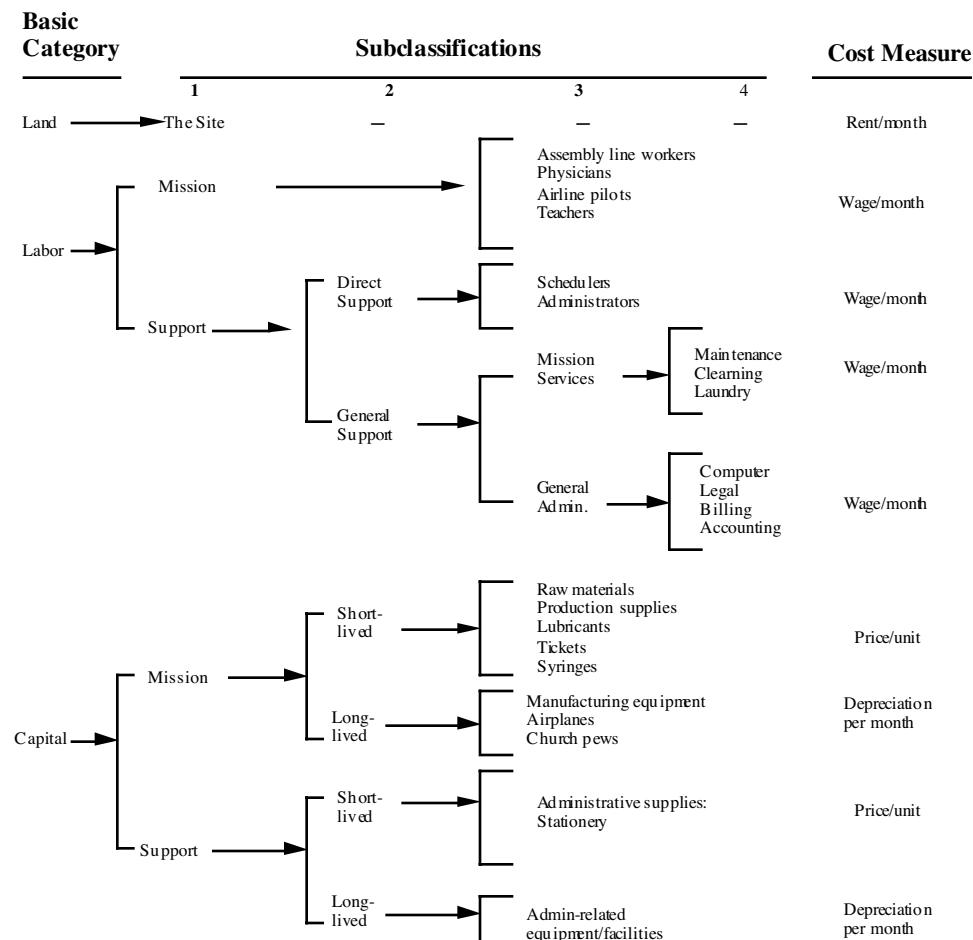 Basic
Category
Subclassifications
Cost Measure
1
2
3
4
Land
The Site
—
—
—
Rent/month
Labor
Mission
Assembly line workers
Physicians
Airline pilots
Teachers
Wage/month
Support
Direct
Support
Schedulers
Administrators
Wage/month
General
Support
Mission
Services
Maintenance
Clearning
Laundry
Wage/month
General
Admin.
Computer
Legal
Billing
Accounting
Wage/month
Capital
Mission
Short-
lived
Raw materials
Production supplies
Lubricants
Tickets
Syringes
Price/unit
Long-
lived
Manufacturing equipment
Airplanes
Church pews
Depreciation
per month
Support
Short-
lived
Administrative supplies:
Stationery
Price/unit
Long-
lived
Admin-related
equipment/facilities
Depreciation
per month